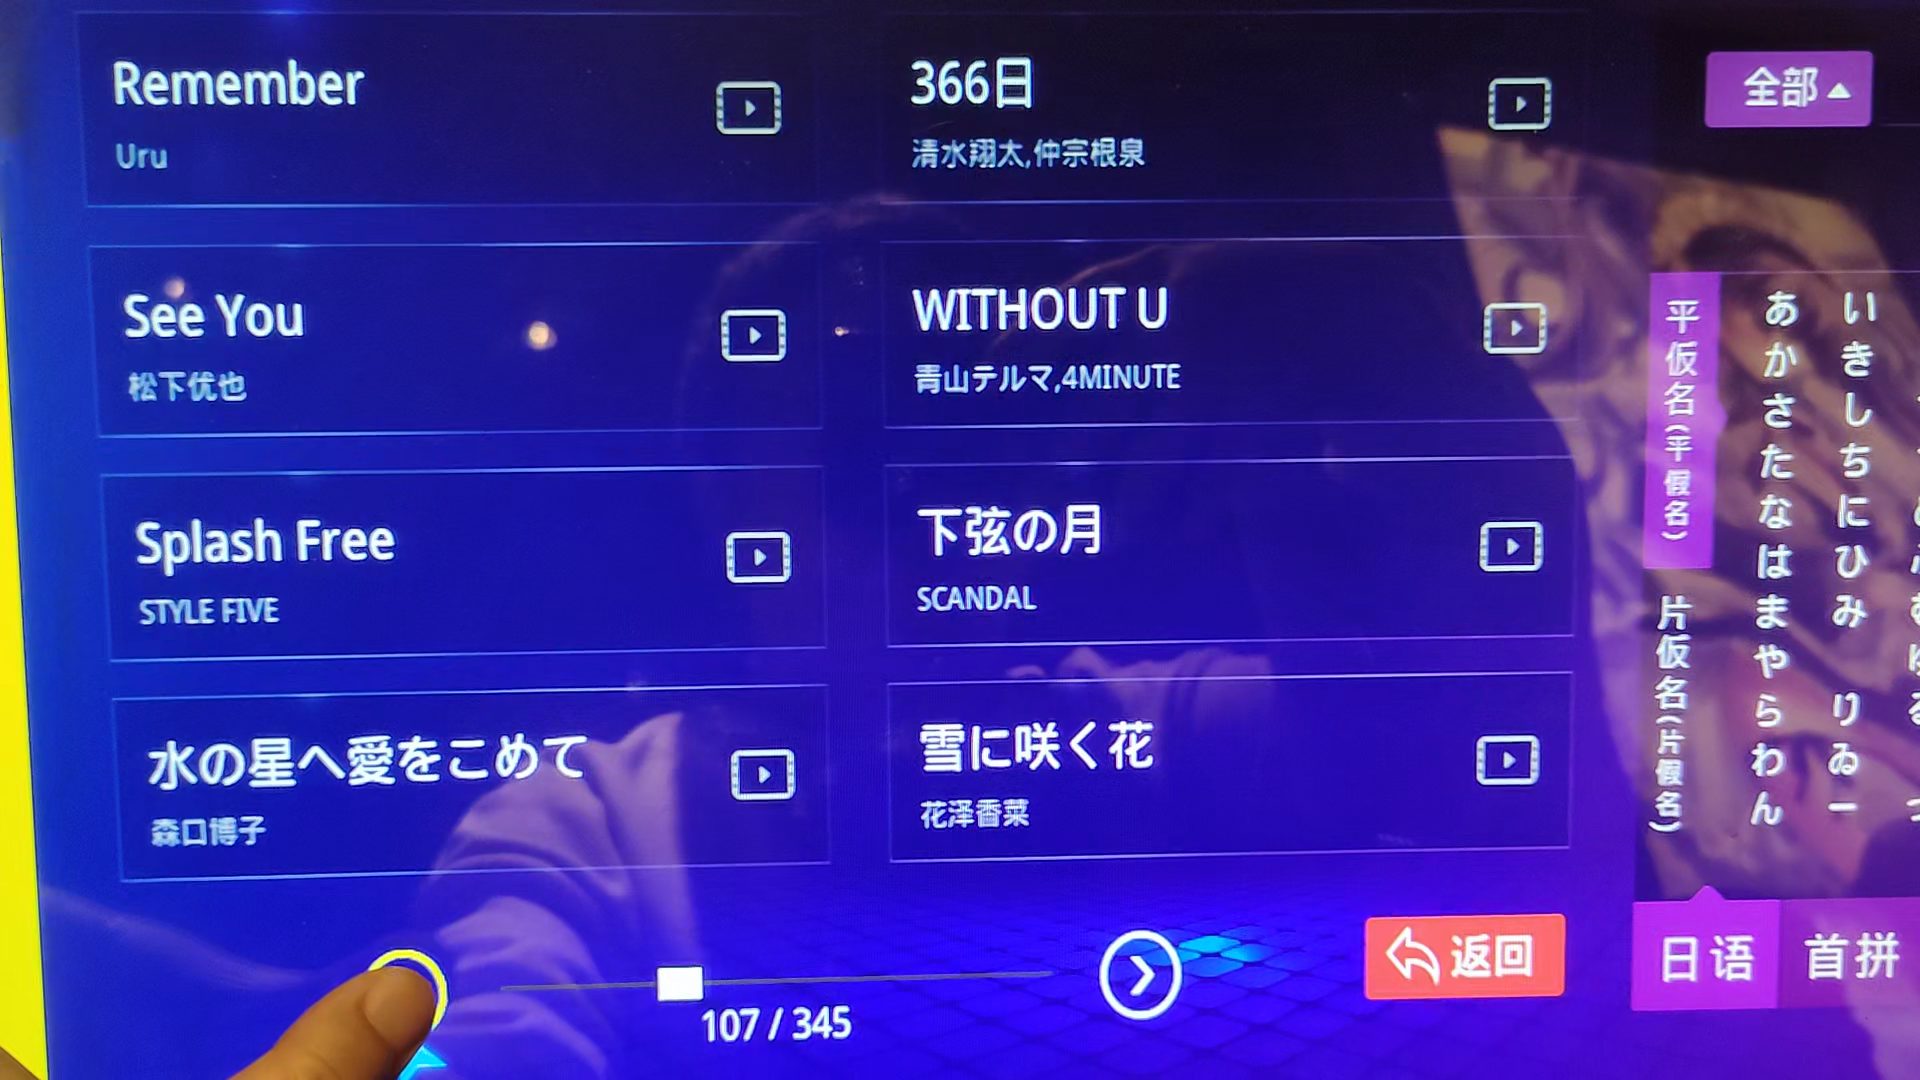 Remember
Uru
366日
清水翔太,仲宗根泉
See You
松下优也
WITHOUT U
青山テルマ,4MINUTE
Splash Free
STYLE FIVE
下弦の月
SCANDAL
水の星へ愛をこめて
森口博子
雪に咲く花
花泽香菜
107 / 345
返回
全部
平仮名(平假名)
片仮名(片假名)
あかさたなはまやらわん
いきしちにひみ りゐー
日语
首拼